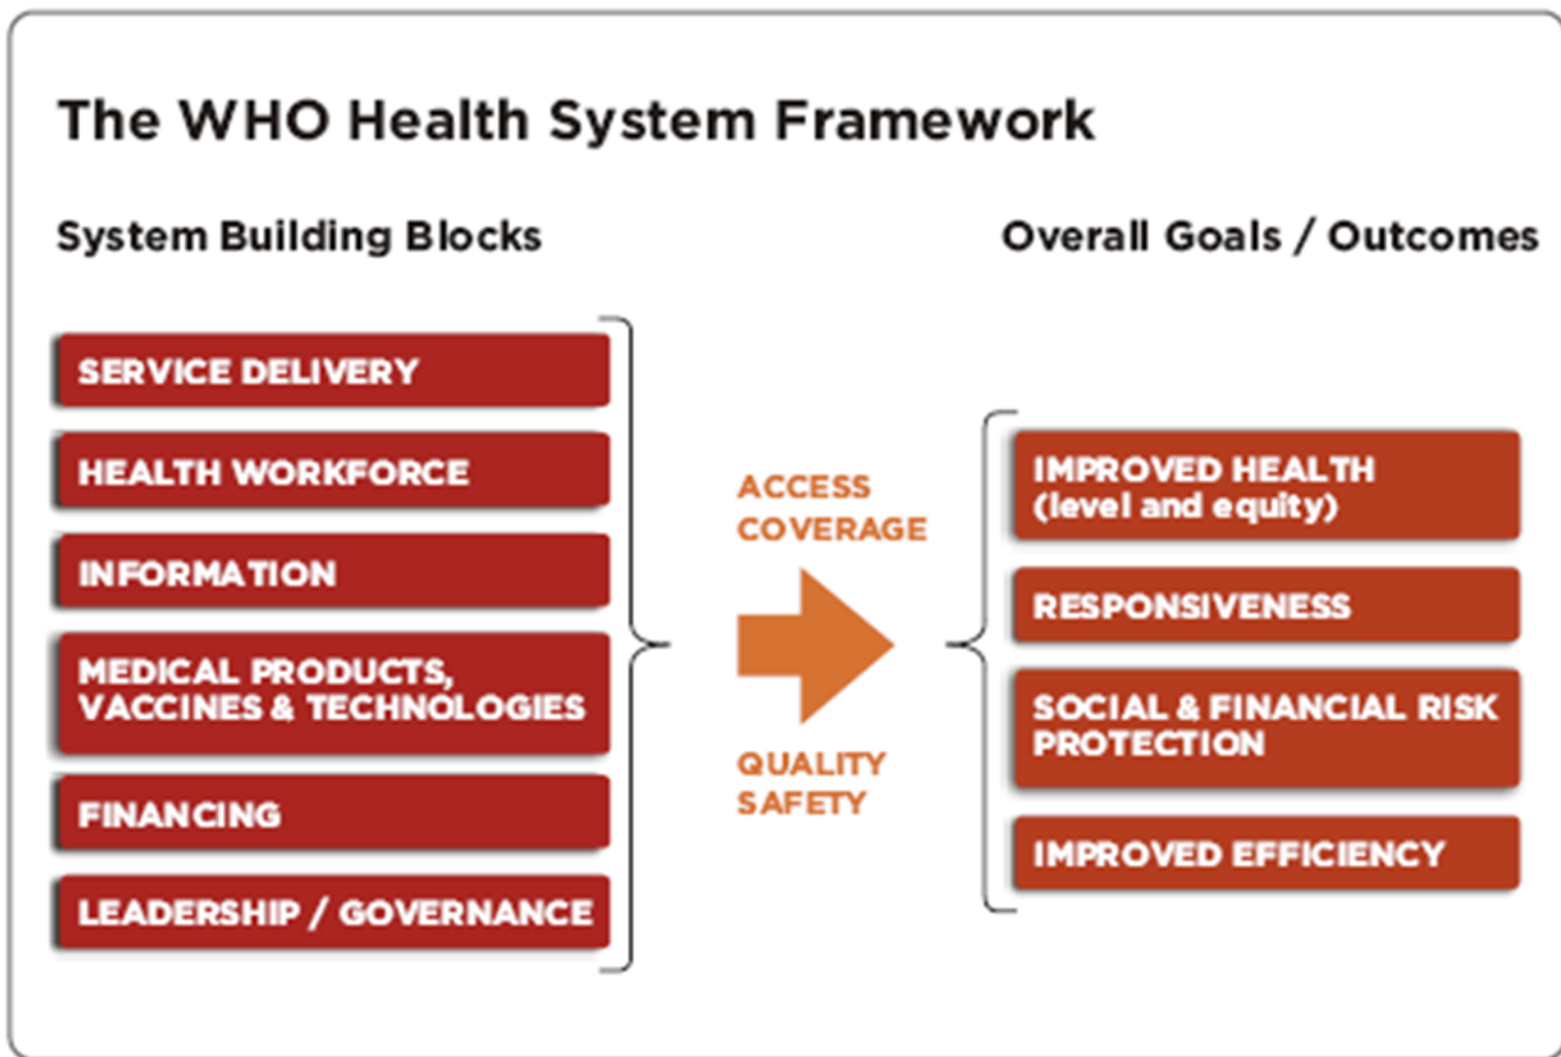 The WHO Health System Framework
System Building Blocks
Overall Goals / Outcomes
SERVICE DELIVERY
HEALTH WORKFORCE
INFORMATION
MEDICAL PRODUCTS,
VACCINES & TECHNOLOGIES
FINANCING
LEADERSHIP / GOVERNANCE
ACCESS
COVERAGE
QUALITY
SAFETY
IMPROVED HEALTH
(level and equity)
RESPONSIVENESS
SOCIAL & FINANCIAL RISK
PROTECTION
IMPROVED EFFICIENCY